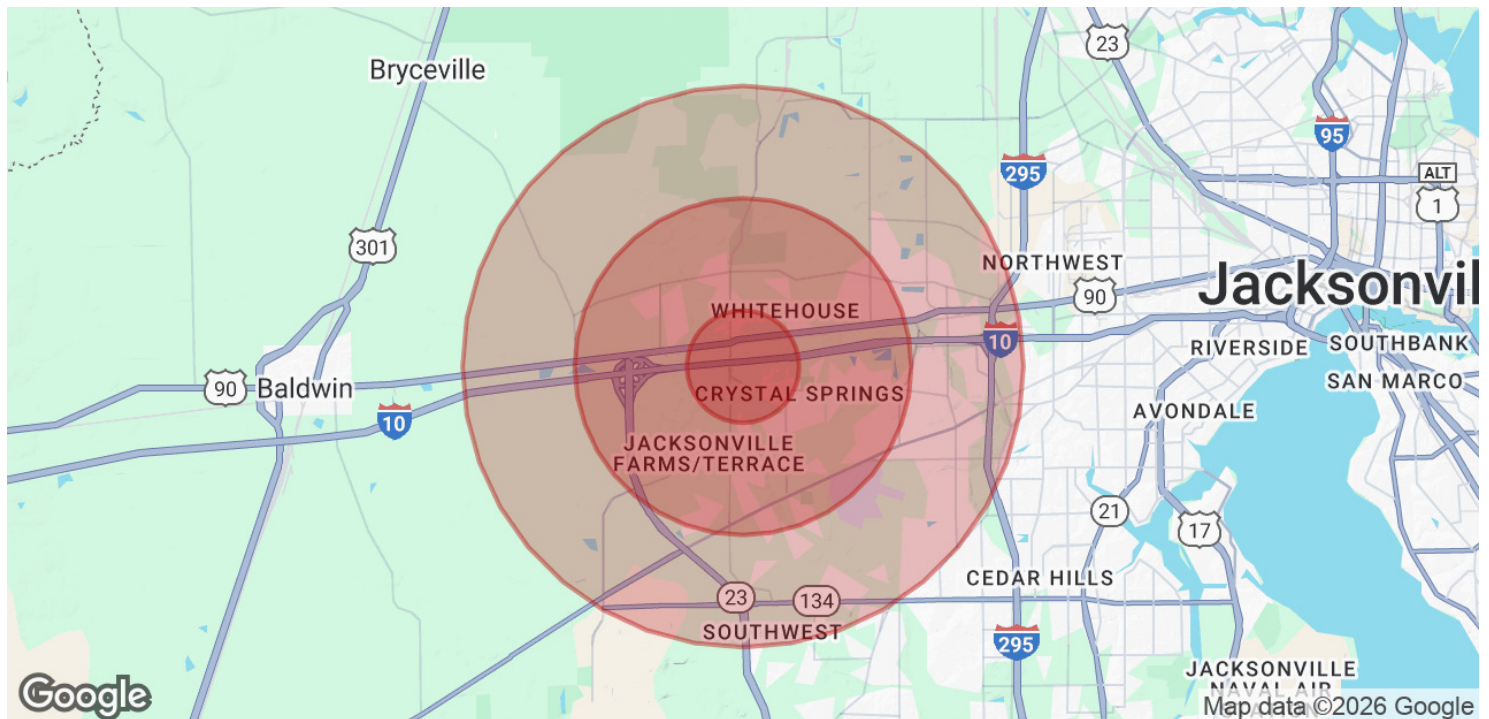 Bryceville
23
95
295
ALT
1
301
NORTHWEST
90
Jacksonvil
WHITEHOUSE
10
RIVERSIDE
SOUTHBANK
90
Baldwin
SAN MARCO
CRYSTAL SPRINGS
AVONDALE
10
JACKSONVILLE
FARMS/TERRACE
21
17
CEDAR HILLS
23
134
SOUTHWEST
295
JACKSONVILLE
NAVAL AIR
Google
Map data ©2026 Google